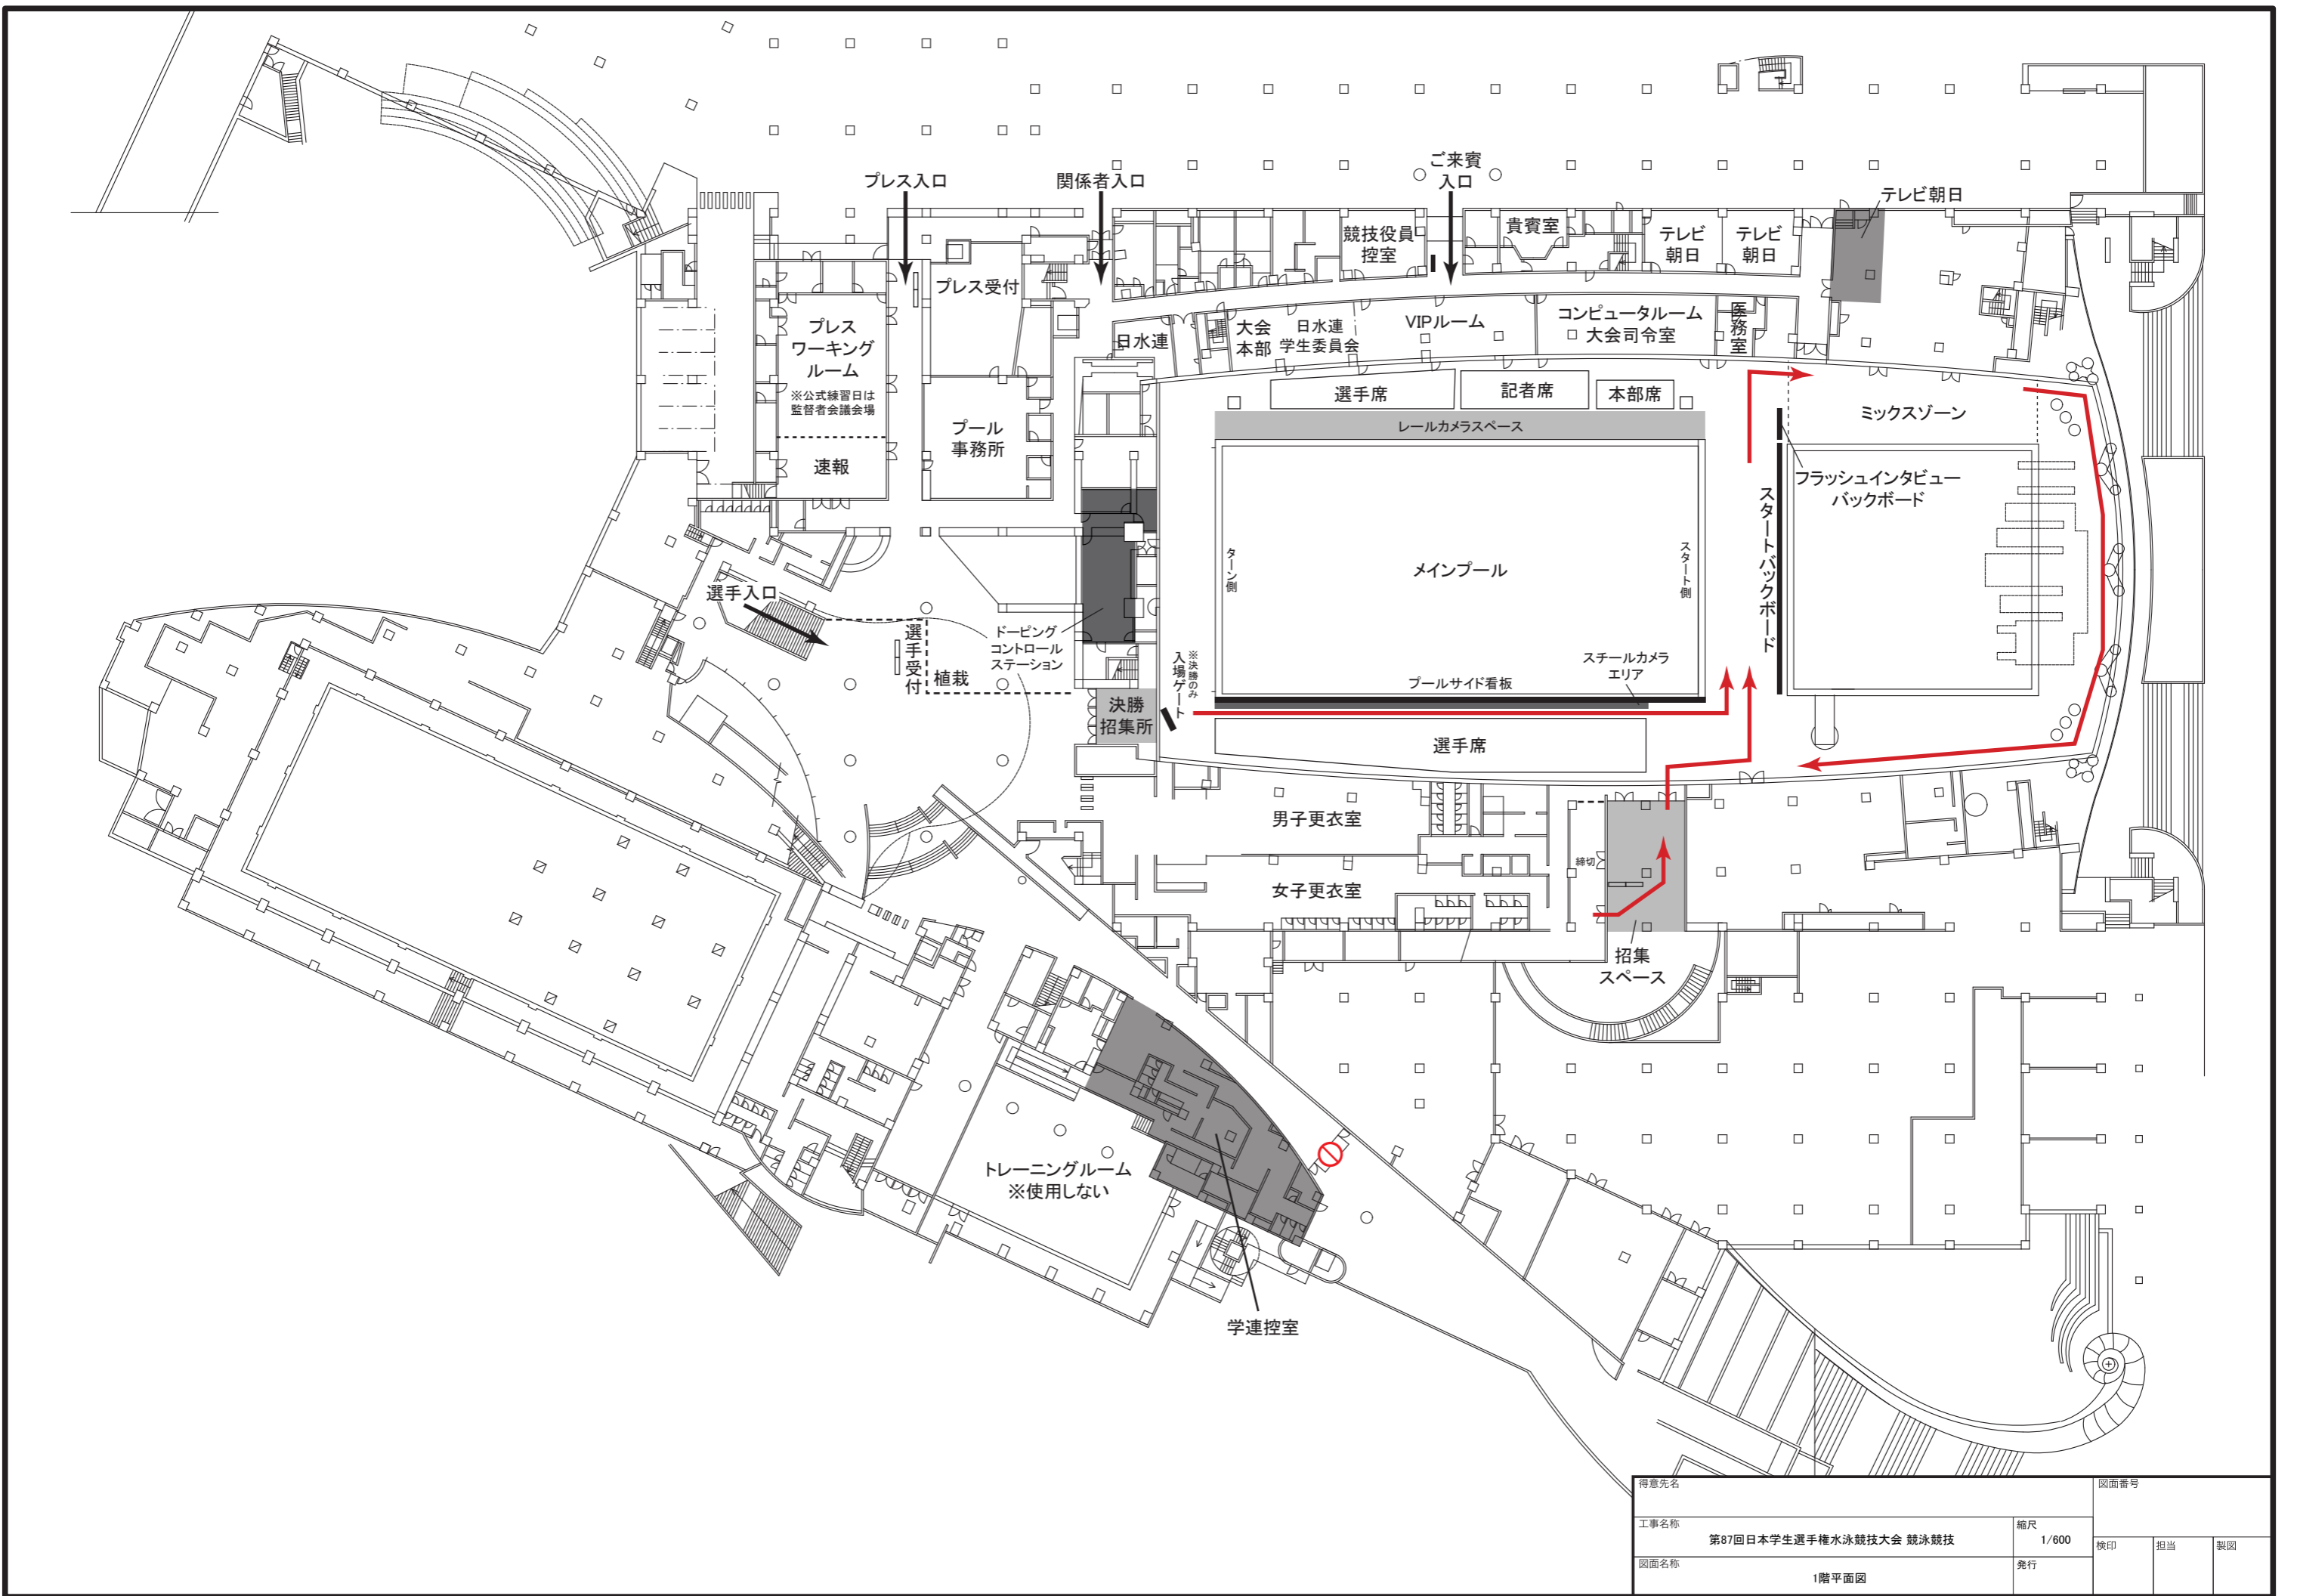 プレス入口
関係者入口
ご来賓
入口
テレビ朝日
競技役員
控室
貴賓室
テレビ
朝日
テレビ
朝日
プレス受付
プレス
ワーキング
ルーム
※公式練習日は
監督者会議会場
速報
プール
事務所
日水連
大会
本部
日水連
学生委員会
VIPルーム
コンピュータルーム
大会司令室
医務室
選手席
記者席
本部席
レールカメラスペース
ミックスゾーン
フラッシュインタビュー
バックボード
スタートバックボード
ターン側
メインプール
スタート側
選手入口
選手受付
植栽
ドーピング
コントロール
ステーション
※決勝のみ
入場ゲート
スチールカメラ
エリア
プールサイド看板
決勝
招集所
選手席
男子更衣室
女子更衣室
締切
招集
スペース
トレーニングルーム
※使用しない
学連控室
得意先名
図面番号
工事名称
第87回日本学生選手権水泳競技大会 競泳競技
縮尺
1/600
検印
担当
製図
図面名称
1階平面図
発行